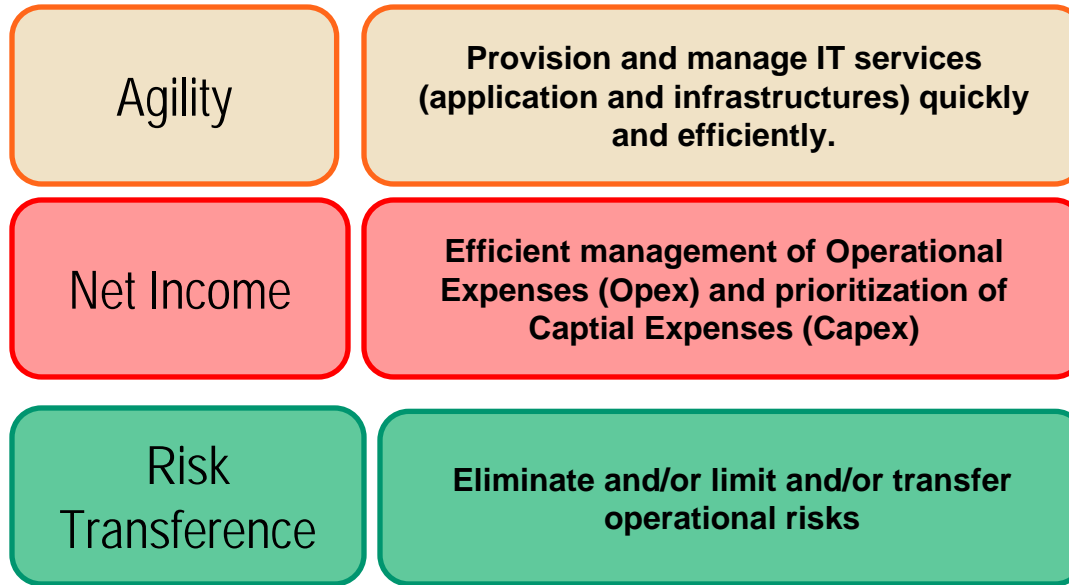 Agility
Provision and manage IT services
(application and infrastructures) quickly
and efficiently.
Net Income
Efficient management of Operational
Expenses (Opex) and prioritization of
Captial Expenses (Capex)
Risk
Transference
Eliminate and/or limit and/or transfer
operational risks